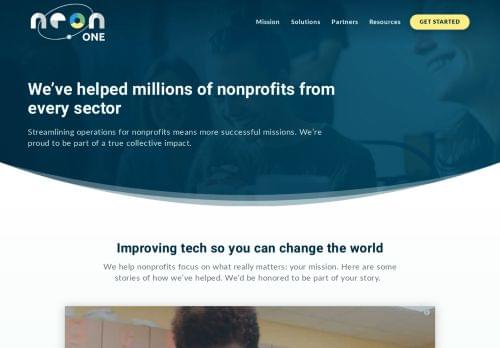 neon
ONE
Mission Solutions Partners Resources GET STARTED
We’ve helped millions of nonprofits from
every sector
Streamlining operations for nonprofits means more successful missions. We’re
proud to be part of a true collective impact.
Improving tech so you can change the world
We help nonprofits focus on what really matters: your mission. Here are some
stories of how we’ve helped. We’d be honored to be part of your story.